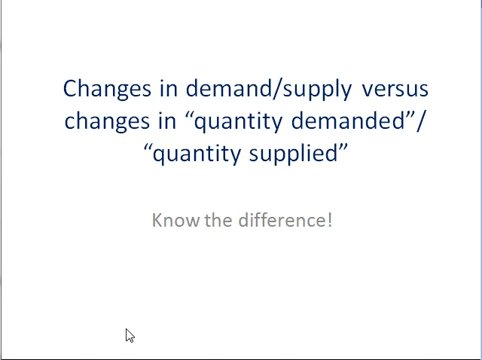 Changes in demand/supply versus
changes in “quantity demanded”/
“quantity supplied”
Know the difference!